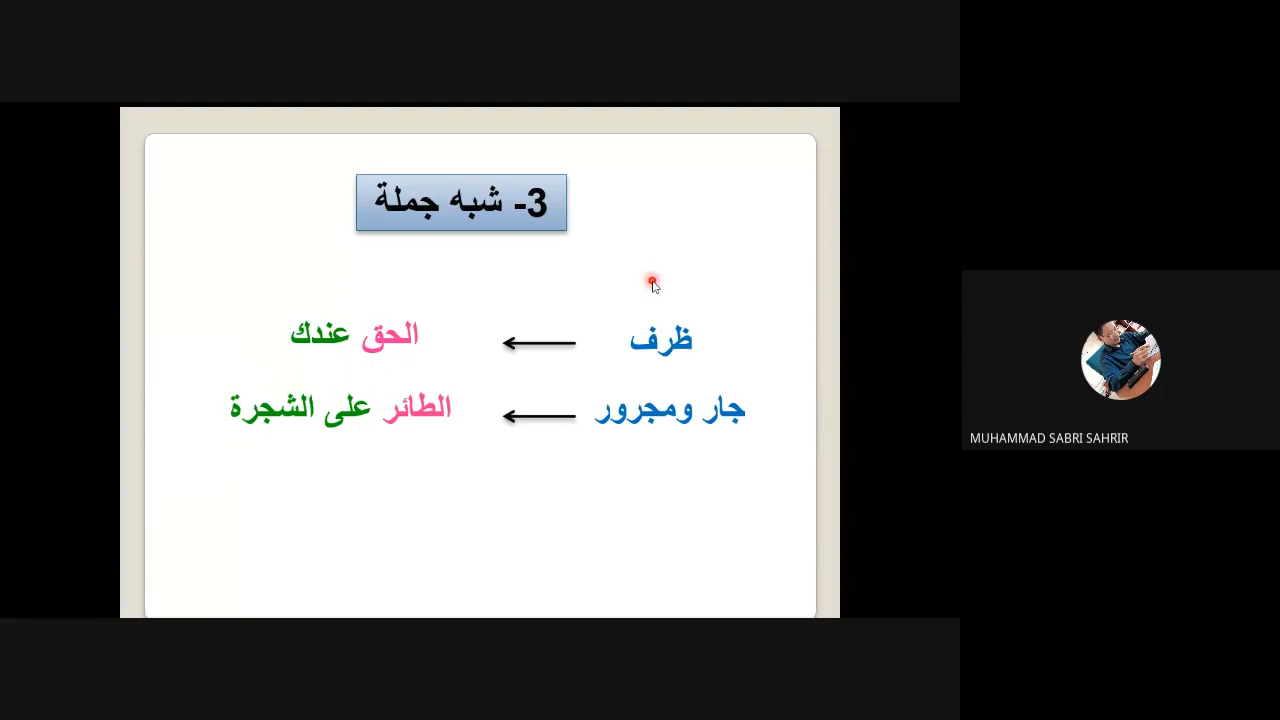 3- شبه جملة
ظرف ← الحق عندك
جار ومجرور ← الطائر على الشجرة
MUHAMMAD SABRI SAHRIR